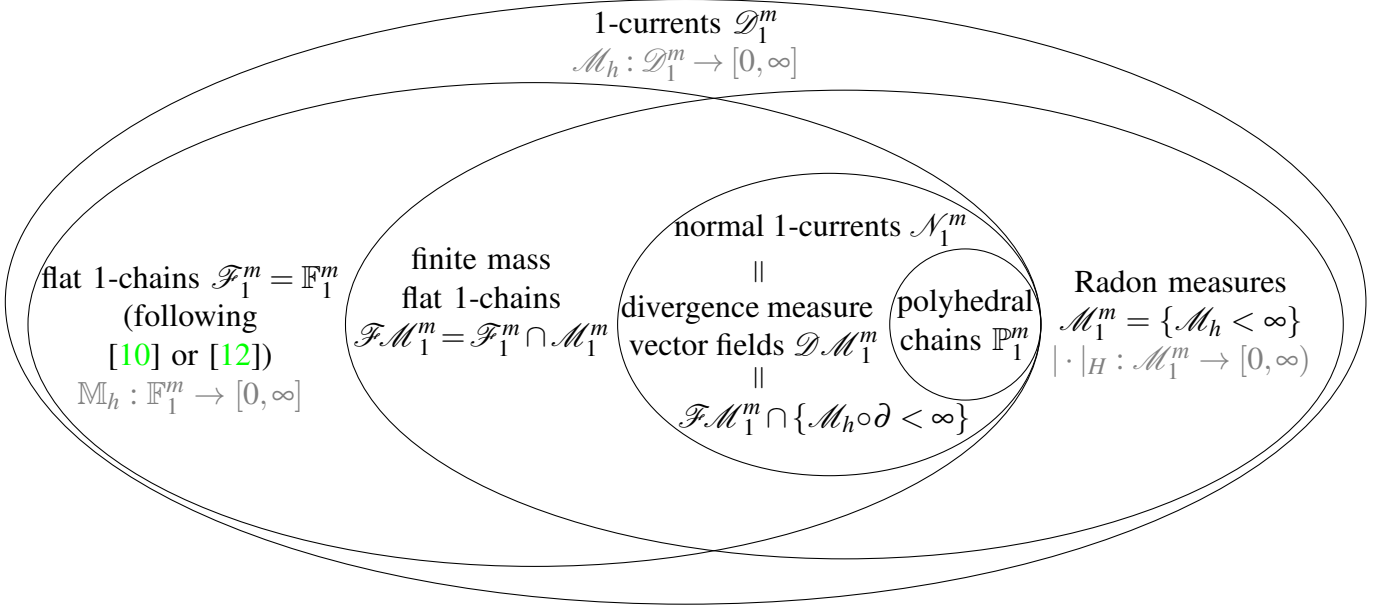 1-currents 𝒟₁ᵐ
ℳₕ : 𝒟₁ᵐ → [0, ∞]
flat 1-chains ℱ₁ᵐ = 𝔽₁ᵐ
(following
[10] or [12])
𝕄ₕ : 𝔽₁ᵐ → [0, ∞]
finite mass
flat 1-chains
ℱℳ₁ᵐ = ℱ₁ᵐ ∩ ℳ₁ᵐ
normal 1-currents 𝒩₁ᵐ
=
divergence measure
vector fields 𝒟ℳ₁ᵐ
=
ℱℳ₁ᵐ ∩ {ℳₕ∘∂ < ∞}
polyhedral
chains ℙ₁ᵐ
Radon measures
ℳ₁ᵐ = {ℳₕ < ∞}
|·|_H : ℳ₁ᵐ → [0, ∞)